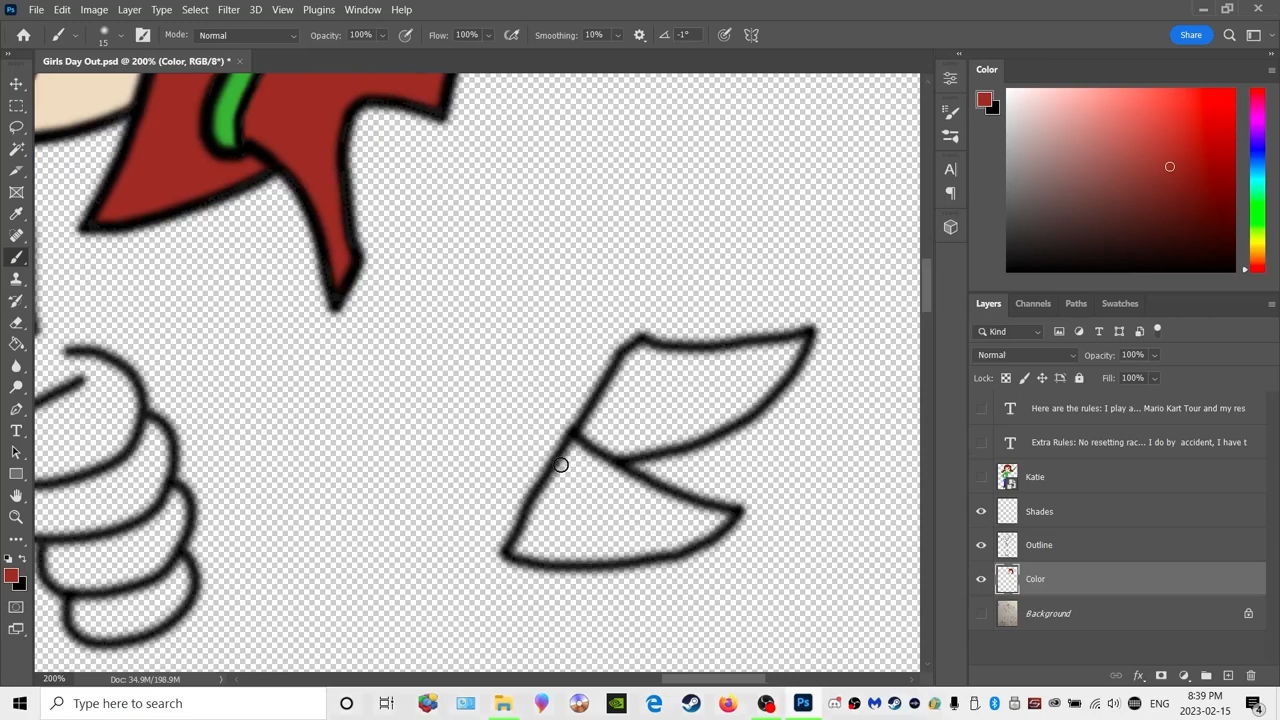 Ps File Edit Image Layer Type Select Filter 3D View Plugins Window Help
15 Mode: Normal Opacity: 100% Flow: 100% Smoothing: 10% -1° Share
Girls Day Out.psd @ 200% (Color, RGB/8*) * ×
Color
Layers Channels Paths Swatches
Kind
Normal Opacity: 100%
Lock: Fill: 100%
T Here are the rules: I play a... Mario Kart Tour and my res
T Extra Rules: No resetting rac... I do by accident, I have t
Katie
Shades
Outline
Color
Background
200% Doc: 34.9M/198.9M
Type here to search
ENG
8:39 PM
2023-02-15
4